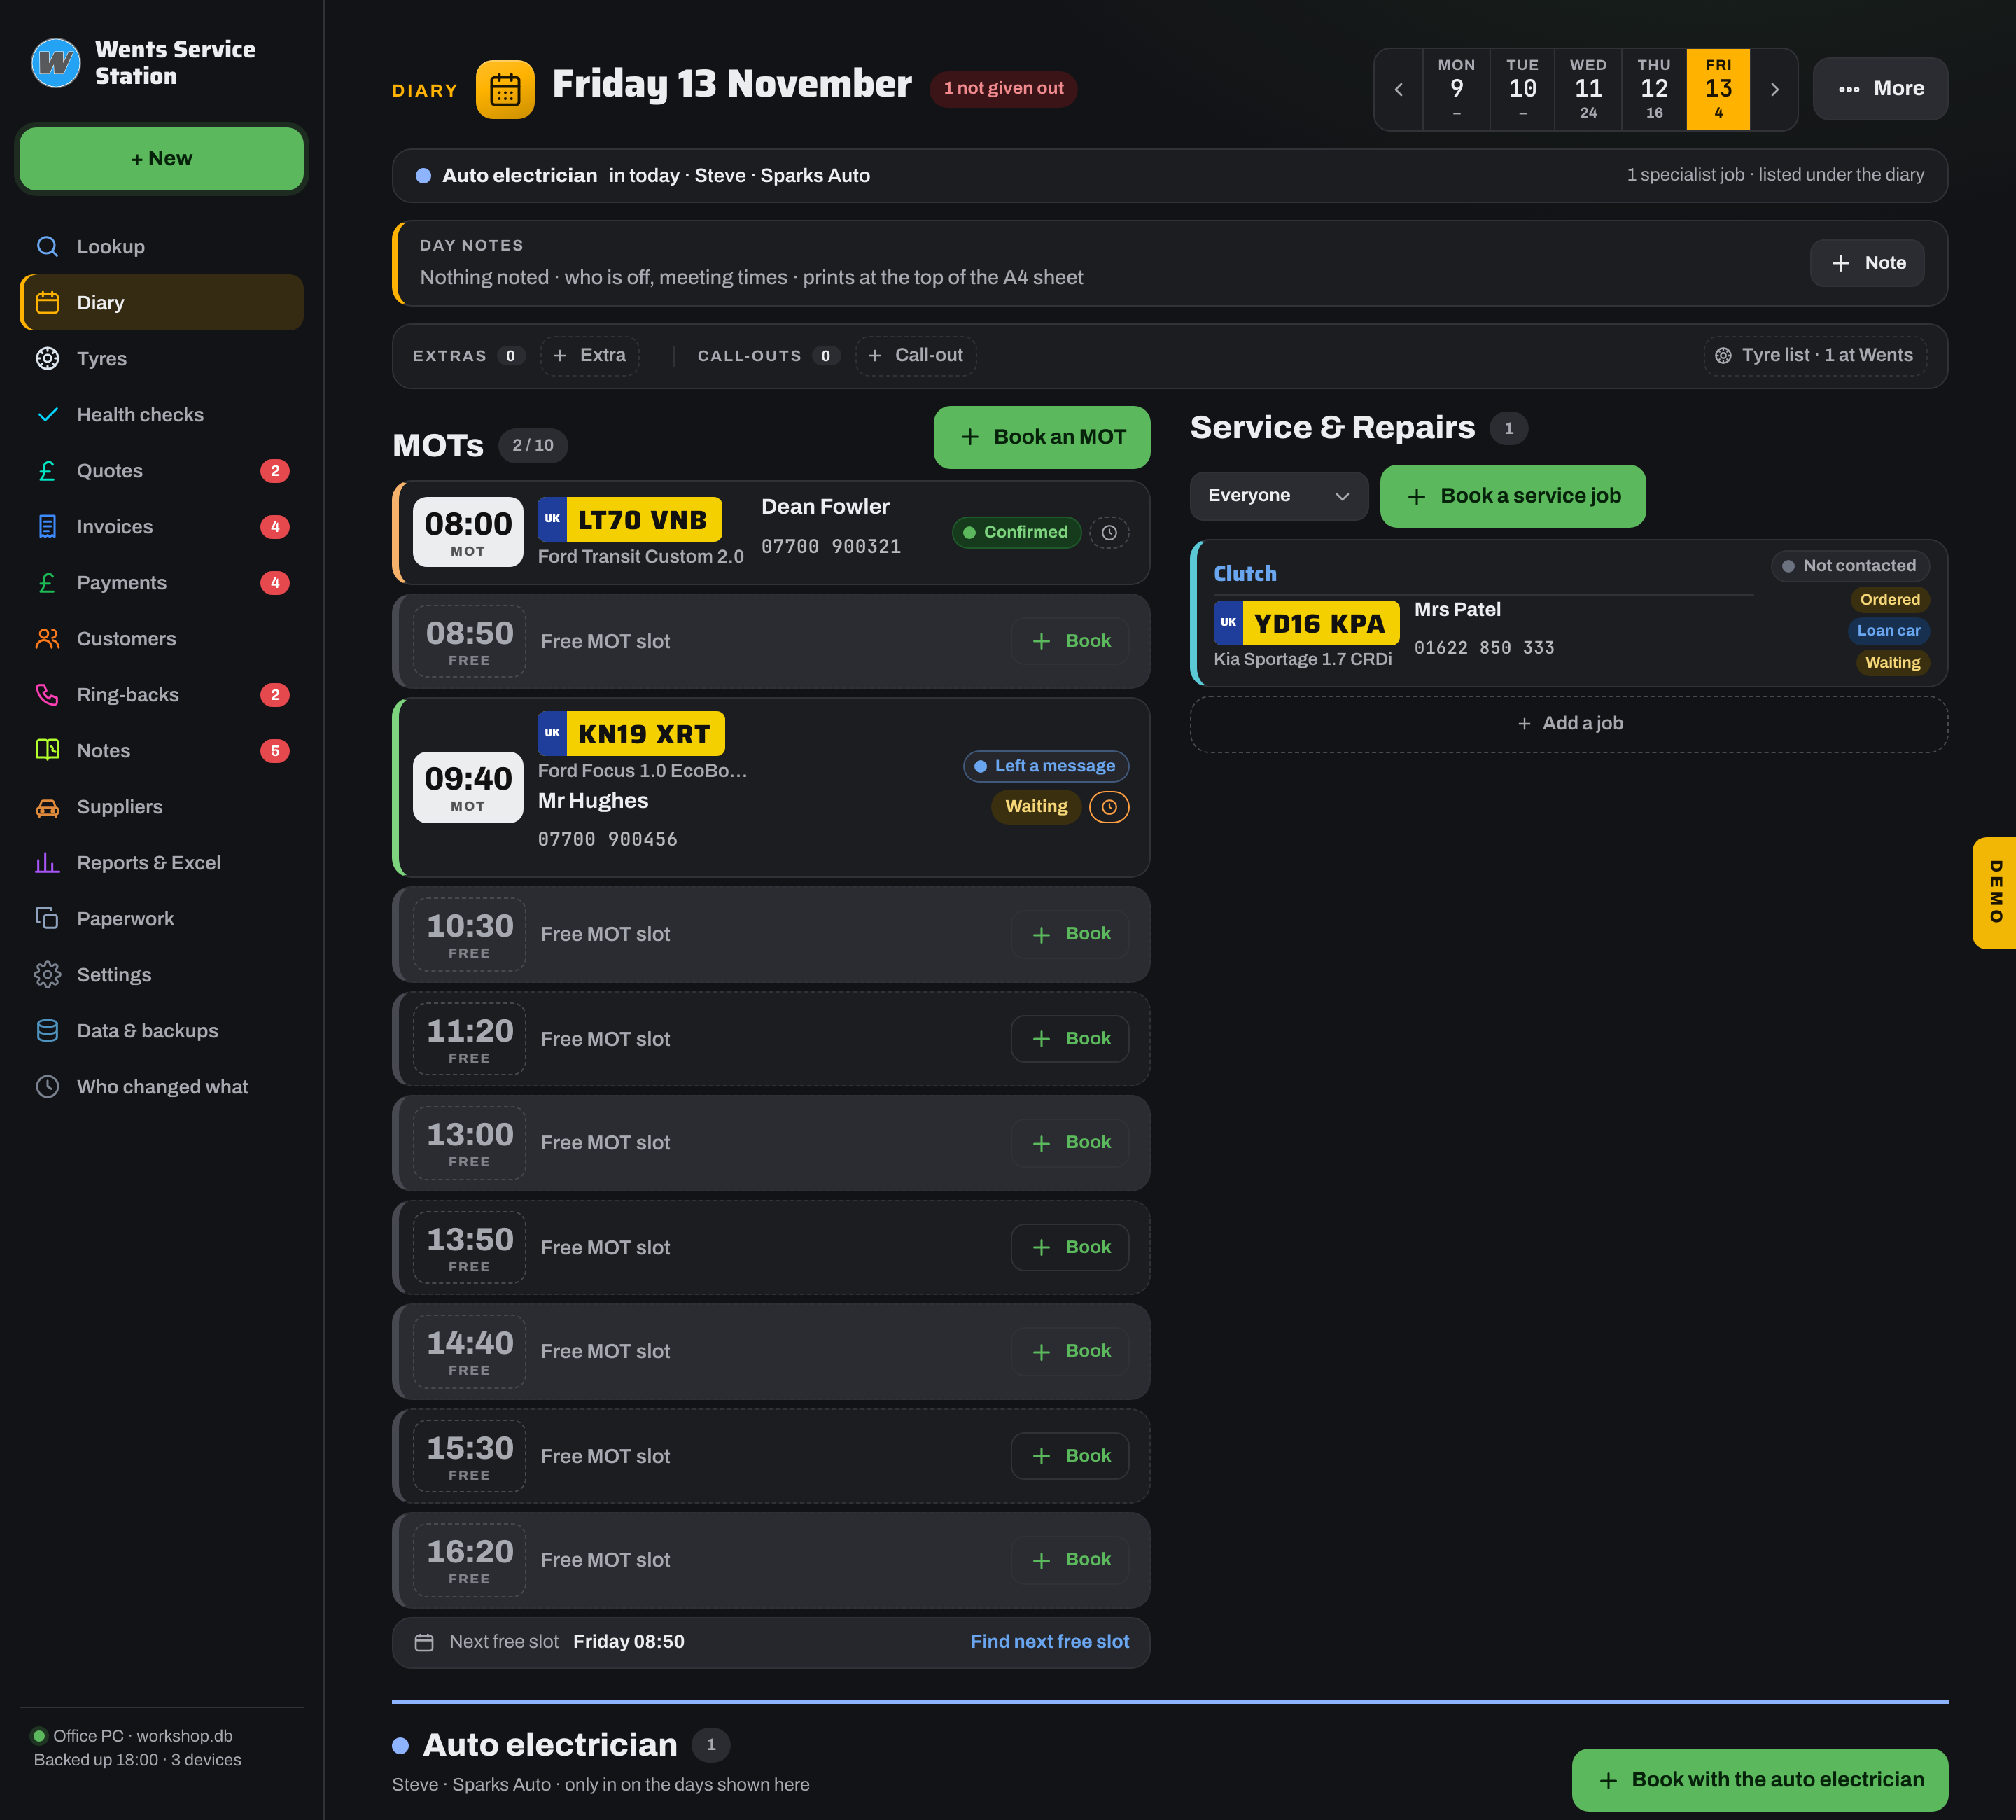 Wents Service
Station
+ New
Lookup
Diary
Tyres
Health checks
Quotes 2
Invoices 4
Payments 4
Customers
Ring-backs 2
Notes 5
Suppliers
Reports & Excel
Paperwork
Settings
Data & backups
Who changed what
Office PC · workshop.db
Backed up 18:00 · 3 devices
DIARY Friday 13 November 1 not given out
MON 9 –
TUE 10 –
WED 11 24
THU 12 16
FRI 13 4
More
Auto electrician in today · Steve · Sparks Auto 1 specialist job · listed under the diary
DAY NOTES
Nothing noted · who is off, meeting times · prints at the top of the A4 sheet
+ Note
EXTRAS 0 + Extra CALL-OUTS 0 + Call-out Tyre list · 1 at Wents
MOTs 2 / 10 + Book an MOT
08:00 MOT
UK LT70 VNB
Ford Transit Custom 2.0
Dean Fowler
07700 900321
Confirmed
08:50 FREE
Free MOT slot + Book
09:40 MOT
UK KN19 XRT
Ford Focus 1.0 EcoBo...
Mr Hughes
07700 900456
Left a message
Waiting
10:30 FREE
Free MOT slot + Book
11:20 FREE
Free MOT slot + Book
13:00 FREE
Free MOT slot + Book
13:50 FREE
Free MOT slot + Book
14:40 FREE
Free MOT slot + Book
15:30 FREE
Free MOT slot + Book
16:20 FREE
Free MOT slot + Book
Next free slot Friday 08:50 Find next free slot
Service & Repairs 1
Everyone + Book a service job
Clutch
UK YD16 KPA
Kia Sportage 1.7 CRDi
Mrs Patel
01622 850 333
Not contacted
Ordered
Loan car
Waiting
+ Add a job
DEMO
Auto electrician 1
Steve · Sparks Auto · only in on the days shown here
+ Book with the auto electrician